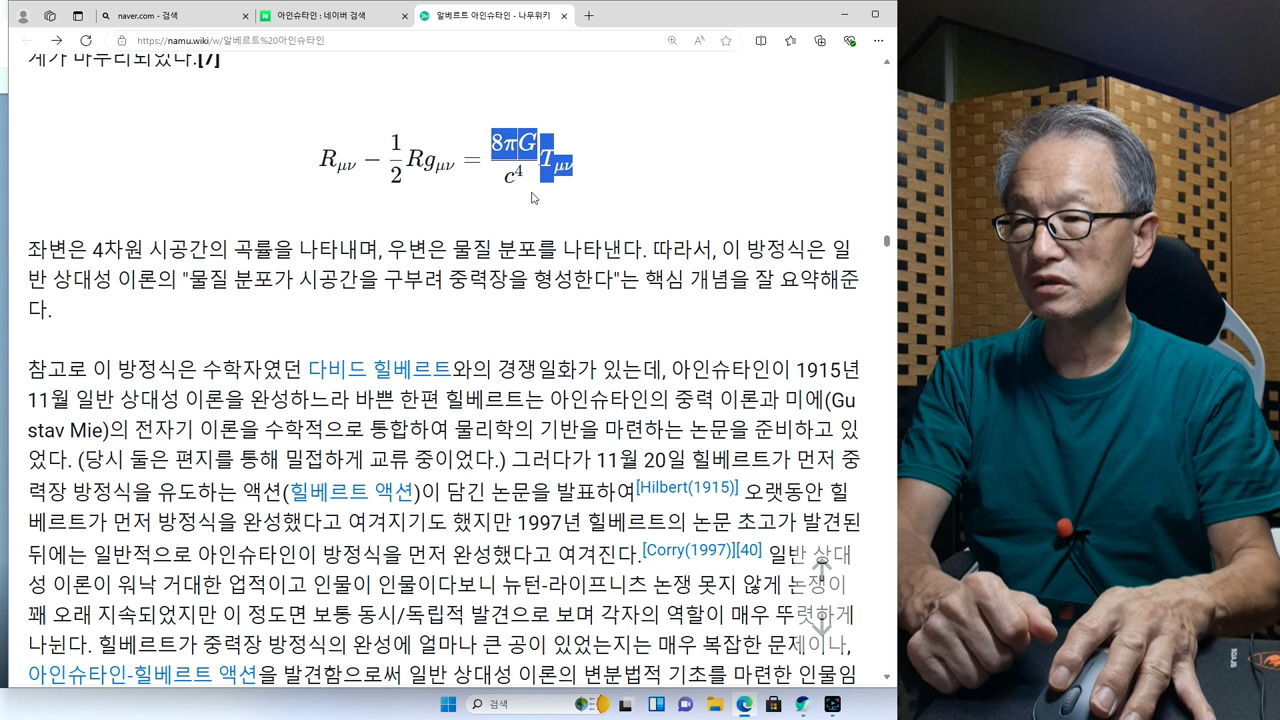 naver.com - 검색
아인슈타인 : 네이버 검색
알베르트 아인슈타인 - 나무위키
https://namu.wiki/w/알베르트%20아인슈타인
계가 마무리되었다.[7]
Rμν − 1/2 Rgμν = 8πG/c⁴ Tμν
좌변은 4차원 시공간의 곡률을 나타내며, 우변은 물질 분포를 나타낸다. 따라서, 이 방정식은 일
반 상대성 이론의 "물질 분포가 시공간을 구부려 중력장을 형성한다"는 핵심 개념을 잘 요약해준
다.
참고로 이 방정식은 수학자였던 다비드 힐베르트와의 경쟁일화가 있는데, 아인슈타인이 1915년
11월 일반 상대성 이론을 완성하느라 바쁜 한편 힐베르트는 아인슈타인의 중력 이론과 미에(Gu
stav Mie)의 전자기 이론을 수학적으로 통합하여 물리학의 기반을 마련하는 논문을 준비하고 있
었다. (당시 둘은 편지를 통해 밀접하게 교류 중이었다.) 그러다가 11월 20일 힐베르트가 먼저 중
력장 방정식을 유도하는 액션(힐베르트 액션)이 담긴 논문을 발표하여[Hilbert(1915)] 오랫동안 힐
베르트가 먼저 방정식을 완성했다고 여겨지기도 했지만 1997년 힐베르트의 논문 초고가 발견된
뒤에는 일반적으로 아인슈타인이 방정식을 먼저 완성했다고 여겨진다.[Corry(1997)][40] 일반 상대
성 이론이 워낙 거대한 업적이고 인물이 인물이다보니 뉴턴-라이프니츠 논쟁 못지 않게 논쟁이
꽤 오래 지속되었지만 이 정도면 보통 동시/독립적 발견으로 보며 각자의 역할이 매우 뚜렷하게
나뉜다. 힐베르트가 중력장 방정식의 완성에 얼마나 큰 공이 있었는지는 매우 복잡한 문제이나,
아인슈타인-힐베르트 액션을 발견함으로써 일반 상대성 이론의 변분법적 기초를 마련한 인물임
검색